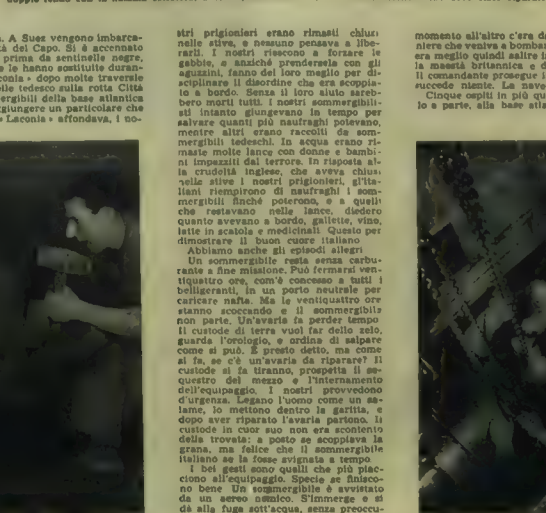 . A Suez vengono imbarca-
tà del Capo. Si è accennato
prima da sentinelle negre,
e le hanno sostituite duran-
conia » dopo molte traversie
elle tedesco sulla rotta Città
ergibili della base atlantica
giungere un particolare che
« Laconia » affondava, i no-
stri prigionieri erano rimasti chiusi
nelle stive, e nessuno pensava a libe-
rarli. I nostri riescono a forzare le
gabbie, e anziché prendersela con gli
aguzzini, fanno del loro meglio per di-
sciplinare il disordine che era scoppia-
to a bordo. Senza il loro aiuto sareb-
bero morti tutti. I nostri sommergibili-
sti intanto giungevano in tempo per
salvare quanti più naufraghi potevano,
mentre altri erano raccolti da som-
mergibili tedeschi. In acqua erano ri-
maste molte lance con donne e bambi-
ni impazziti dal terrore. In risposta al-
la crudeltà inglese, che aveva chiusi
nelle stive i nostri prigionieri, gl'ita-
liani riempirono di naufraghi i som-
mergibili finché poterono, e a quelli
che restavano nelle lance, diedero
quanto avevano a bordo, gallette, vino,
latte in scatola e medicinali. Questo per
dimostrare il buon cuore italiano
Abbiamo anche gli episodi allegri
Un sommergibile resta senza carbu-
rante a fine missione. Può fermarsi ven-
tiquattro ore, com'è concesso a tutti i
belligeranti, in un porto neutrale per
caricare nafta. Ma le ventiquattro ore
stanno scoccando e il sommergibile
non parte. Un'avaria fa perder tempo
Il custode di terra vuol far dello zelo,
guarda l'orologio, e ordina di salpare
come si può. È presto detto, ma come
si fa, se c'è un'avaria da riparare? Il
custode si fa tiranno, prospetta il se-
questro del mezzo e l'internamento
dell'equipaggio. I nostri provvedono
d'urgenza. Legano l'uomo come un sa-
lame, lo mettono dentro la garitta, e
dopo aver riparato l'avaria partono. Il
custode in cuor suo non era scontento
della trovata: a posto se scoppiava la
grana, ma felice che il sommergibile
italiano se la fosse svignata a tempo
I bei gesti sono quelli che più piac-
ciono all'equipaggio. Specie se finisco-
no bene Un sommergibile è avvistato
da un aereo nemico. S'immerge e si
dà alla fuga sott'acqua, senza preoccu-
momento all'altro c'era d
niere che veniva a bombar
era meglio quindi salire i
la maestà britannica e d
Il comandante prosegue i
succede niente. La nave
Cinque ospiti in più qu
lo a parte, alla base atla